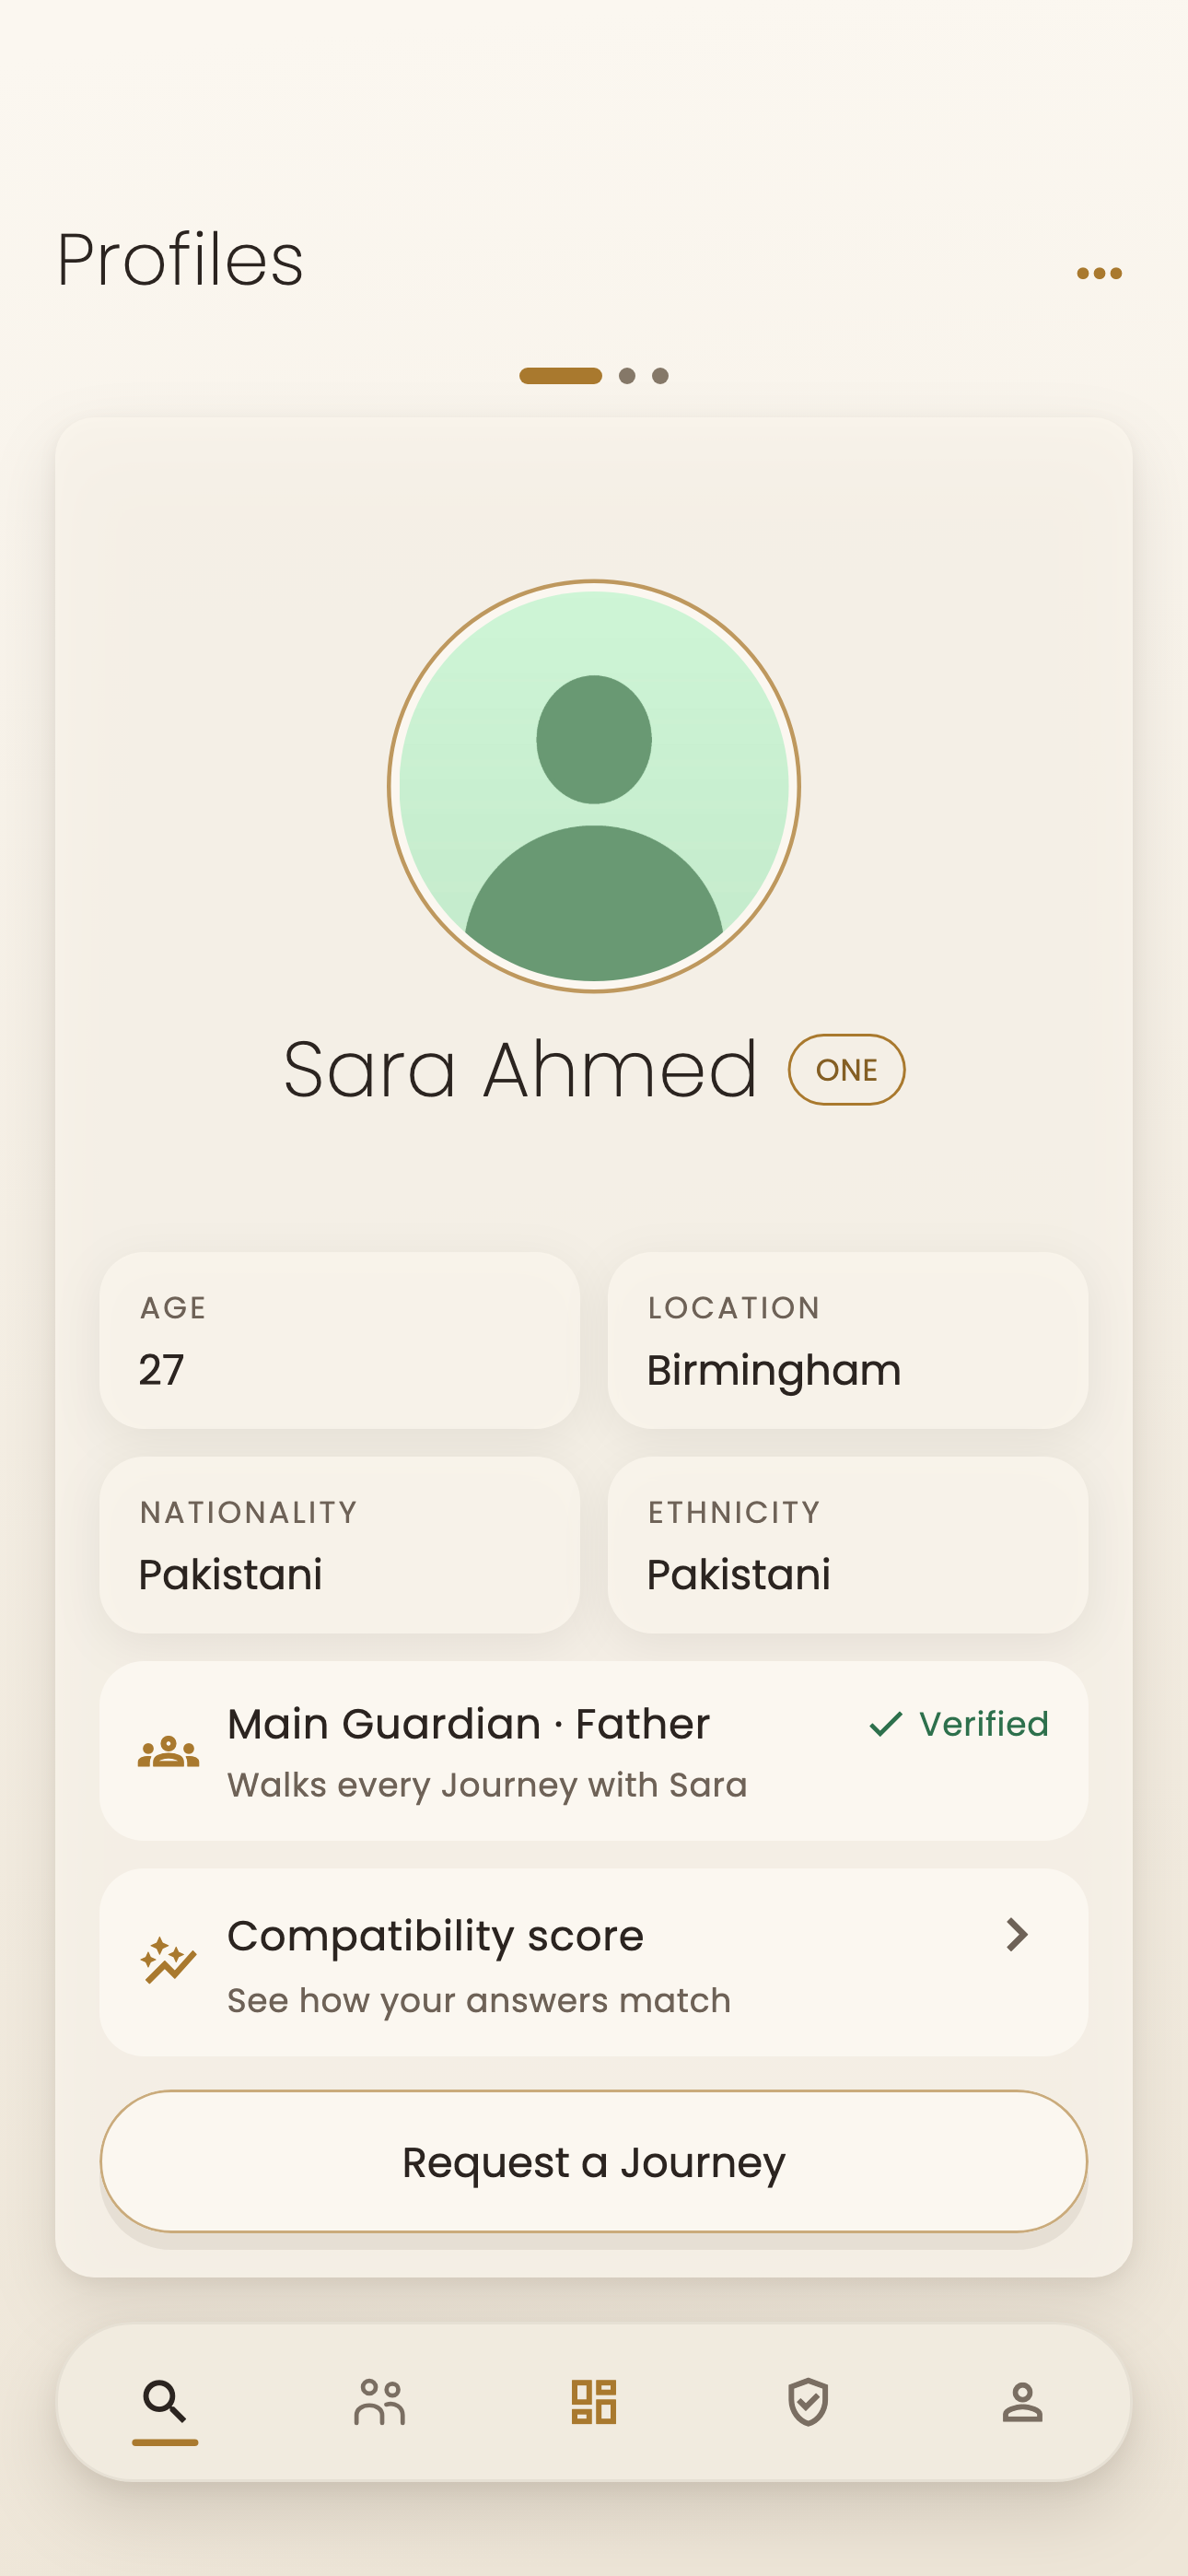 Profiles
Sara Ahmed ONE
AGE
27
LOCATION
Birmingham
NATIONALITY
Pakistani
ETHNICITY
Pakistani
Main Guardian · Father
Verified
Walks every Journey with Sara
Compatibility score
See how your answers match
Request a Journey